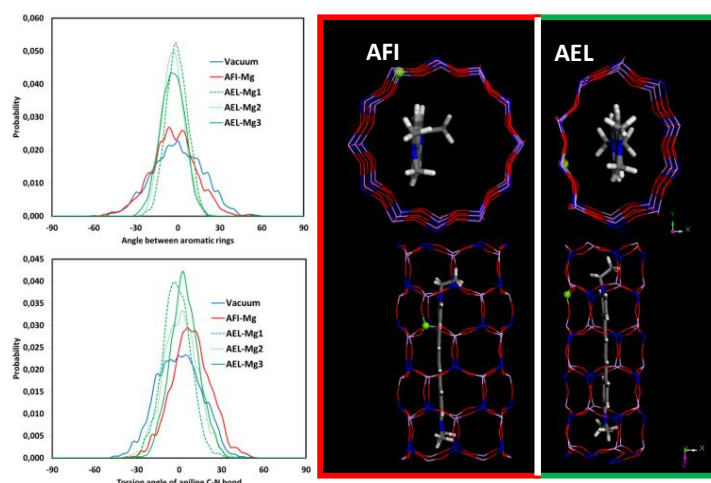 0,060
0,050
0,040
0,030
0,020
0,010
0,000
Probability
Vacuum
AFI-Mg
AEL-Mg1
AEL-Mg2
AEL-Mg3
-90 -60 -30 0 30 60 90
Angle between aromatic rings
0,045
0,040
0,035
0,030
0,025
0,020
0,015
0,010
0,005
0,000
Probability
Vacuum
AFI-Mg
AEL-Mg1
AEL-Mg2
AEL-Mg3
-90 -60 -30 0 30 60 90
Torsion angle of aniline C-N bond
AFI
AEL
Y
X
X